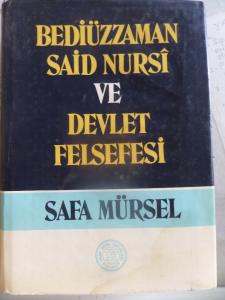 BEDİÜZZAMAN
SAİD NURSÎ
VE
DEVLET
FELSEFESİ
SAFA MÜRSEL